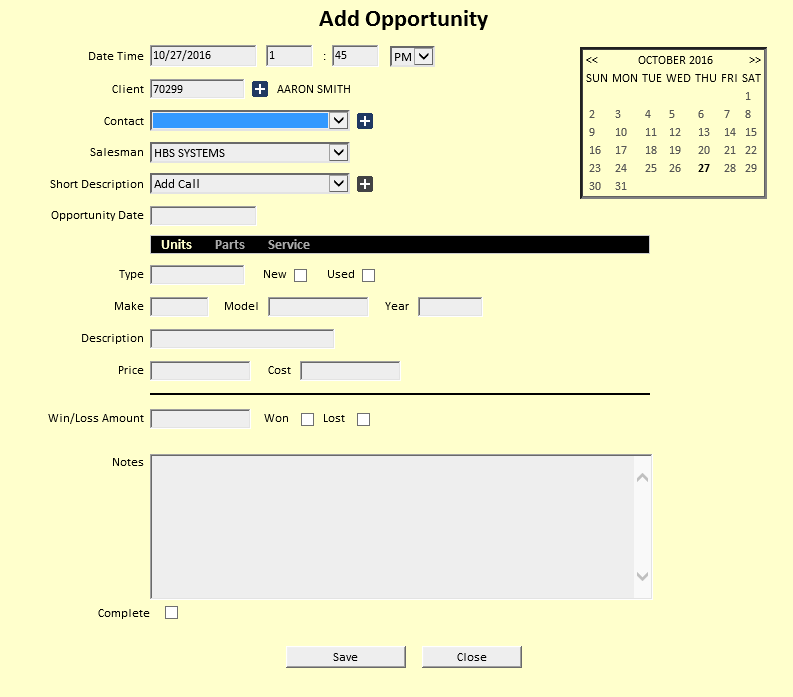 Add Opportunity
Date Time 10/27/2016 1 : 45 PM
<< OCTOBER 2016 >>
SUN MON TUE WED THU FRI SAT
1
2 3 4 5 6 7 8
9 10 11 12 13 14 15
16 17 18 19 20 21 22
23 24 25 26 27 28 29
30 31
Client 70299 AARON SMITH
Contact
Salesman HBS SYSTEMS
Short Description Add Call
Opportunity Date
Units Parts Service
Type New Used
Make Model Year
Description
Price Cost
Win/Loss Amount Won Lost
Notes
Complete
Save Close